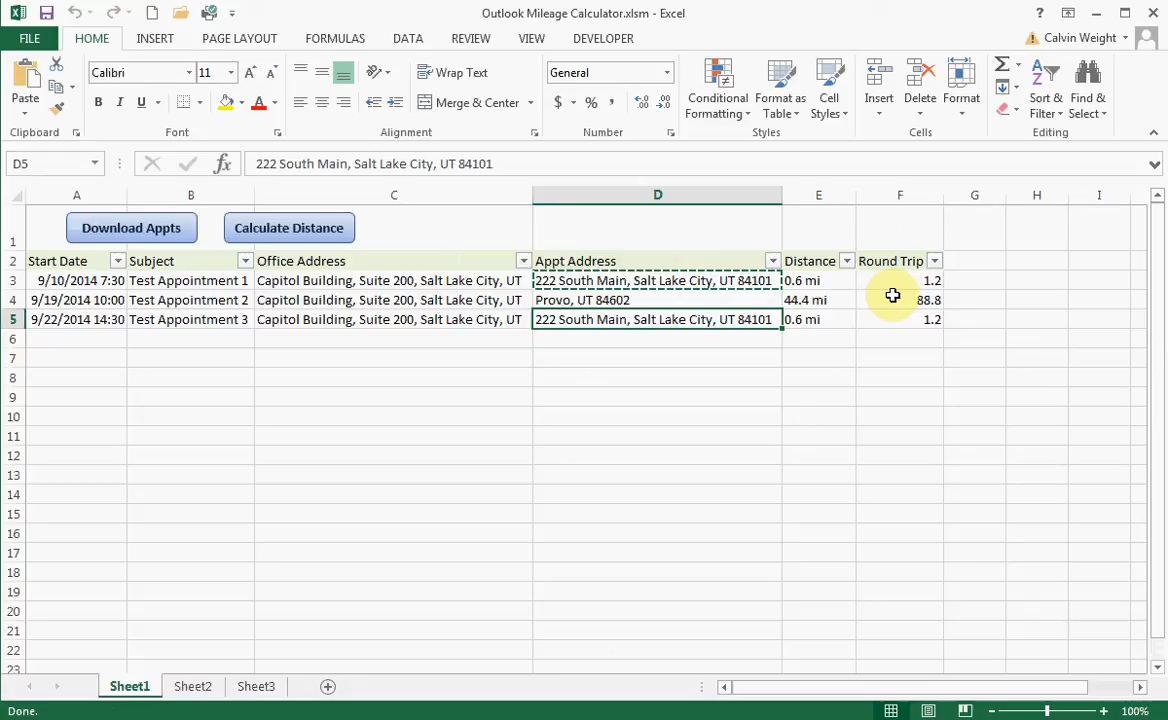 Outlook Mileage Calculator.xlsm - Excel
FILE HOME INSERT PAGE LAYOUT FORMULAS DATA REVIEW VIEW DEVELOPER Calvin Weight
Paste
Calibri 11
B I U A
Wrap Text
Merge & Center
General
$ % ,
Conditional Formatting
Format as Table
Cell Styles
Insert Delete Format
Sort & Filter
Find & Select
Clipboard Font Alignment Number Styles Cells Editing
D5 fx 222 South Main, Salt Lake City, UT 84101
A B C D E F G H I
1 Download Appts Calculate Distance
2 Start Date Subject Office Address Appt Address Distance Round Trip
3 9/10/2014 7:30 Test Appointment 1 Capitol Building, Suite 200, Salt Lake City, UT 222 South Main, Salt Lake City, UT 84101 0.6 mi 1.2
4 9/19/2014 10:00 Test Appointment 2 Capitol Building, Suite 200, Salt Lake City, UT Provo, UT 84602 44.4 mi 88.8
5 9/22/2014 14:30 Test Appointment 3 Capitol Building, Suite 200, Salt Lake City, UT 222 South Main, Salt Lake City, UT 84101 0.6 mi 1.2
6
7
8
9
10
11
12
13
14
15
16
17
18
19
20
21
22
23
Sheet1 Sheet2 Sheet3
Done. 100%